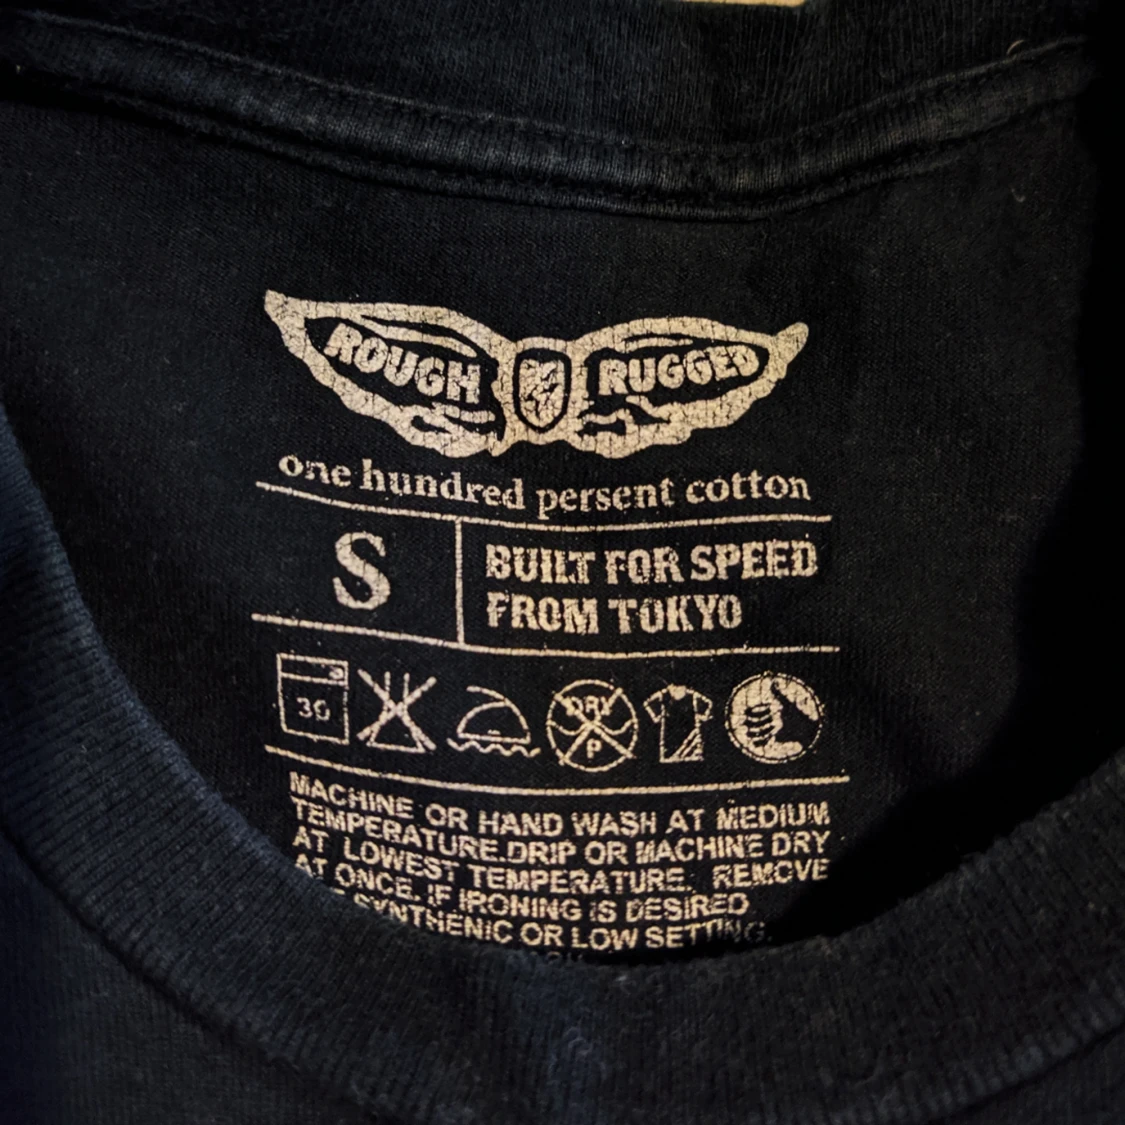 ROUGH RUGGED
one hundred persent cotton
S
BUILT FOR SPEED
FROM TOKYO
30
DRY
P
MACHINE OR HAND WASH AT MEDIUM
TEMPERATURE.DRIP OR MACHINE DRY
AT LOWEST TEMPERATURE. REMOVE
AT ONCE. IF IRONING IS DESIRED
SYNTHENIC OR LOW SETTING.